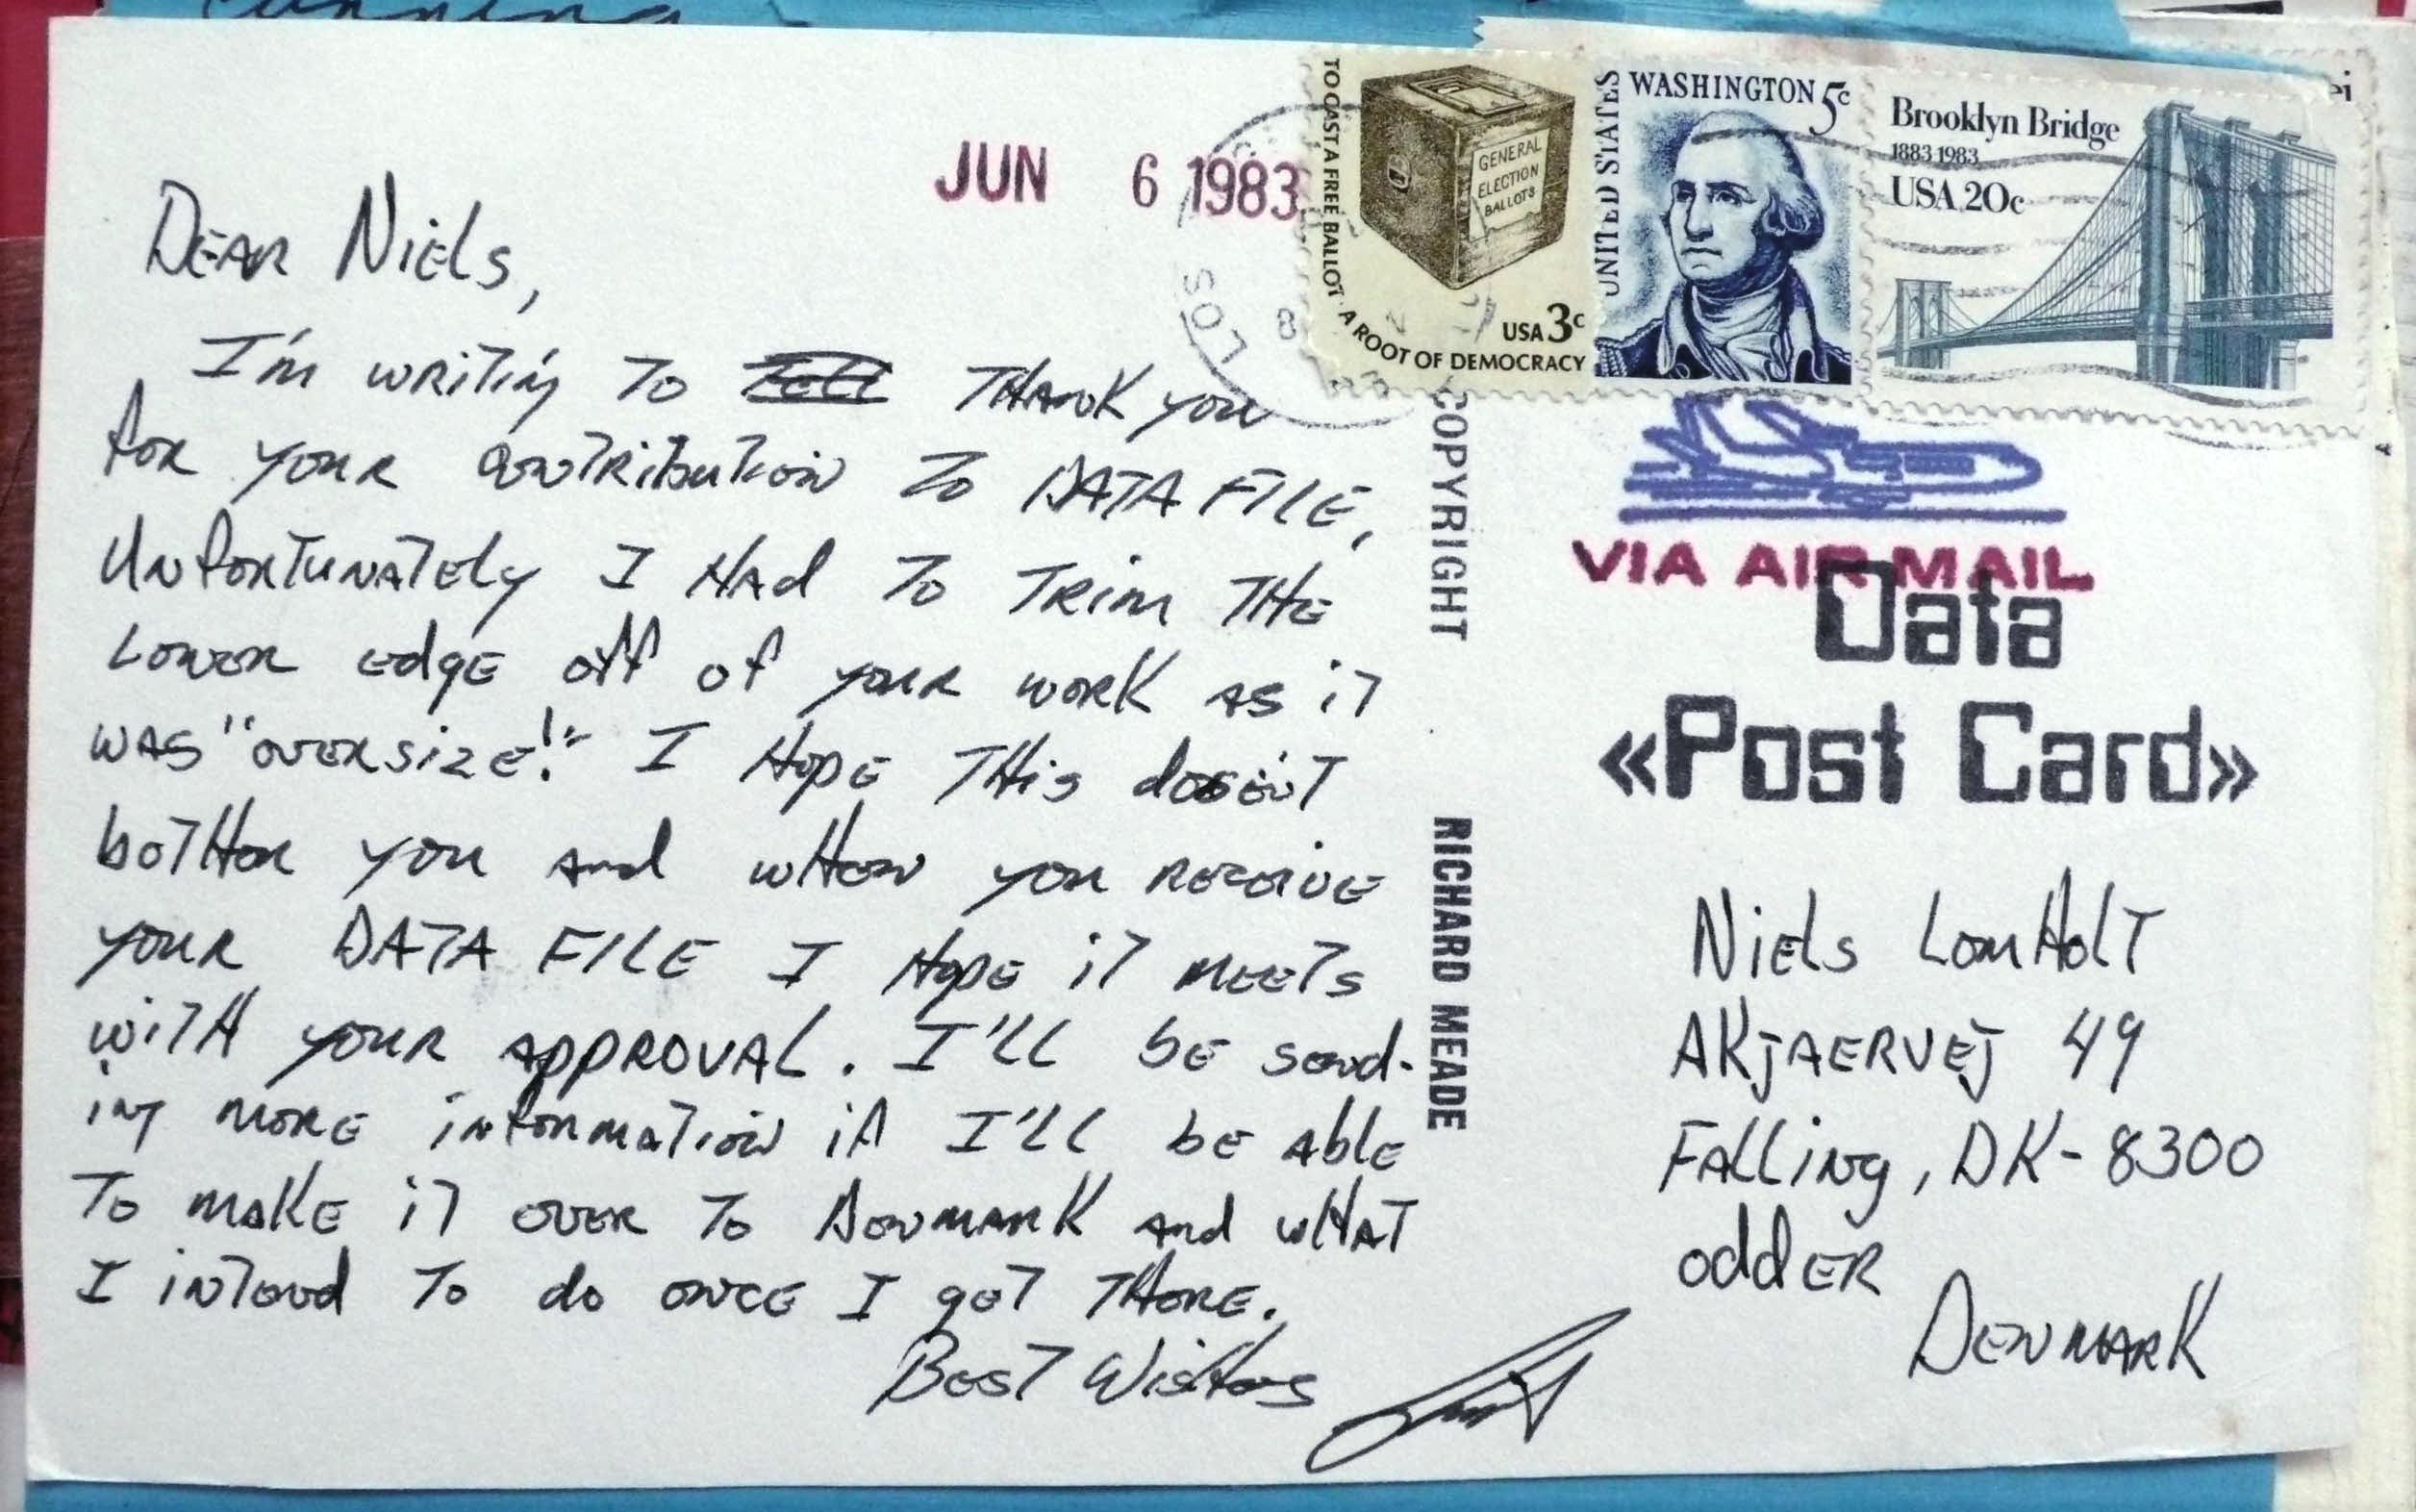 JUN 6 1983
DEAR Niels,
I'm writing to tell THANK you
for your contribution to DATA FILE,
Unfortunately I Had to Trim THE
Lower edge off of your work as it
was "oversize!" I Hope THis doesn't
bother you and when you receive
your DATA FILE I Hope it meets
with your APPROVAL. I'll be send-
ing more information if I'll be able
To make it over to Denmark and what
I intend to do once I get THERE.
Best Wishes
TO CAST A FREE BALLOT · A ROOT OF DEMOCRACY
GENERAL
ELECTION
BALLOTS
USA 3c
UNITED STATES
WASHINGTON 5c
Brooklyn Bridge
1883 1983
USA 20c
LOS
COPYRIGHT RICHARD MEADE
VIA AIR MAIL
Data
«Post Card»
Niels LomHolt
AKJAERVEJ 49
Falling, DK-8300
oddER
DENMARK